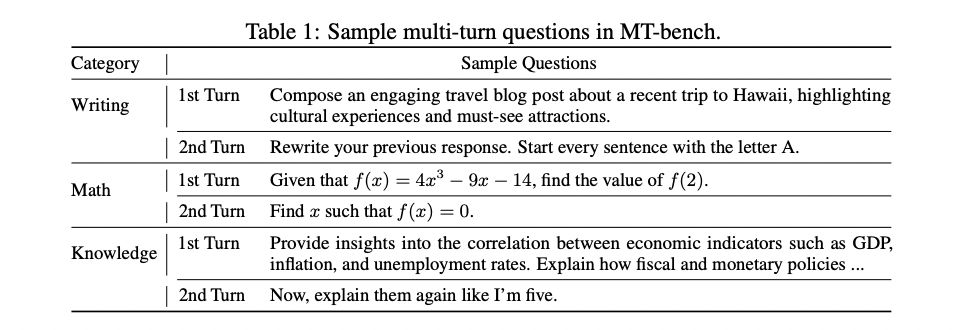 Table 1: Sample multi-turn questions in MT-bench.
Category Sample Questions
Writing
1st Turn Compose an engaging travel blog post about a recent trip to Hawaii, highlighting
cultural experiences and must-see attractions.
2nd Turn Rewrite your previous response. Start every sentence with the letter A.
Math
1st Turn Given that f(x) = 4x³ − 9x − 14, find the value of f(2).
2nd Turn Find x such that f(x) = 0.
Knowledge
1st Turn Provide insights into the correlation between economic indicators such as GDP,
inflation, and unemployment rates. Explain how fiscal and monetary policies ...
2nd Turn Now, explain them again like I'm five.